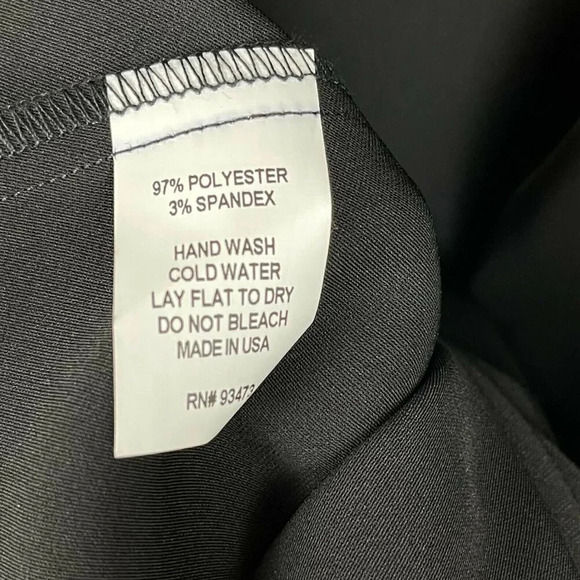 97% POLYESTER
3% SPANDEX
HAND WASH
COLD WATER
LAY FLAT TO DRY
DO NOT BLEACH
MADE IN USA
RN# 93473